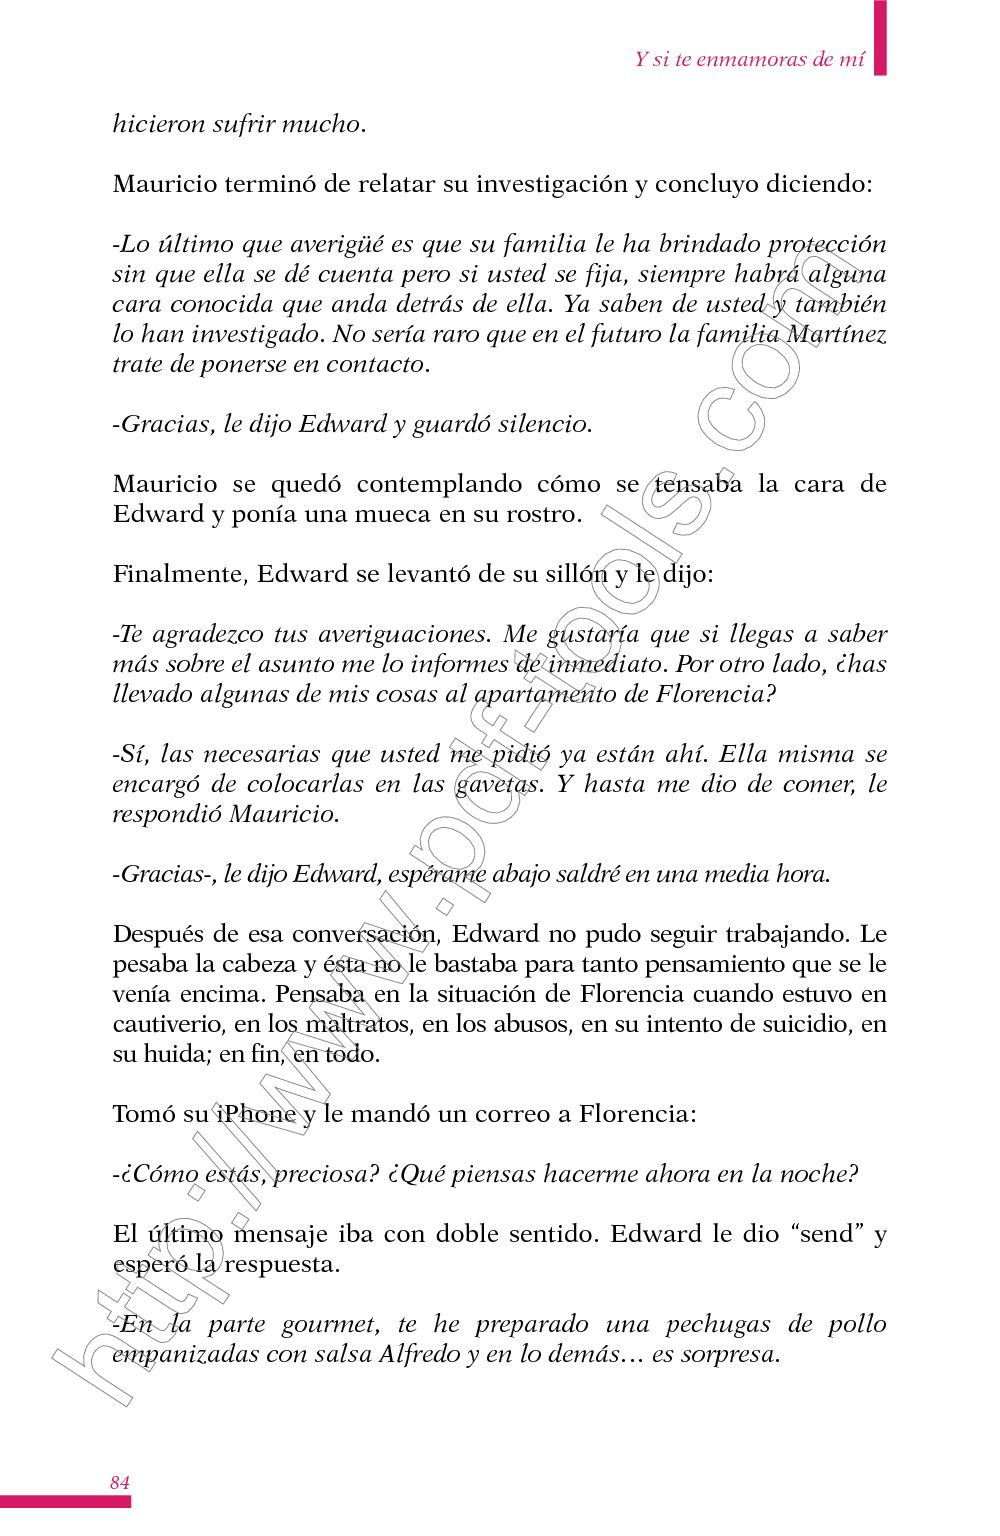 Y si te enmamoras de mí
hicieron sufrir mucho.
Mauricio terminó de relatar su investigación y concluyo diciendo:
-Lo último que averigüé es que su familia le ha brindado protección
sin que ella se dé cuenta pero si usted se fija, siempre habrá alguna
cara conocida que anda detrás de ella. Ya saben de usted y también
lo han investigado. No sería raro que en el futuro la familia Martínez
trate de ponerse en contacto.
-Gracias, le dijo Edward y guardó silencio.
Mauricio se quedó contemplando cómo se tensaba la cara de
Edward y ponía una mueca en su rostro.
Finalmente, Edward se levantó de su sillón y le dijo:
-Te agradezco tus averiguaciones. Me gustaría que si llegas a saber
más sobre el asunto me lo informes de inmediato. Por otro lado, ¿has
llevado algunas de mis cosas al apartamento de Florencia?
-Sí, las necesarias que usted me pidió ya están ahí. Ella misma se
encargó de colocarlas en las gavetas. Y hasta me dio de comer, le
respondió Mauricio.
-Gracias-, le dijo Edward, espérame abajo saldré en una media hora.
Después de esa conversación, Edward no pudo seguir trabajando. Le
pesaba la cabeza y ésta no le bastaba para tanto pensamiento que se le
venía encima. Pensaba en la situación de Florencia cuando estuvo en
cautiverio, en los maltratos, en los abusos, en su intento de suicidio, en
su huida; en fin, en todo.
Tomó su iPhone y le mandó un correo a Florencia:
-¿Cómo estás, preciosa? ¿Qué piensas hacerme ahora en la noche?
El último mensaje iba con doble sentido. Edward le dio “send” y
esperó la respuesta.
-En la parte gourmet, te he preparado una pechugas de pollo
empanizadas con salsa Alfredo y en lo demás… es sorpresa.
84
http://www.pdf-tools.com